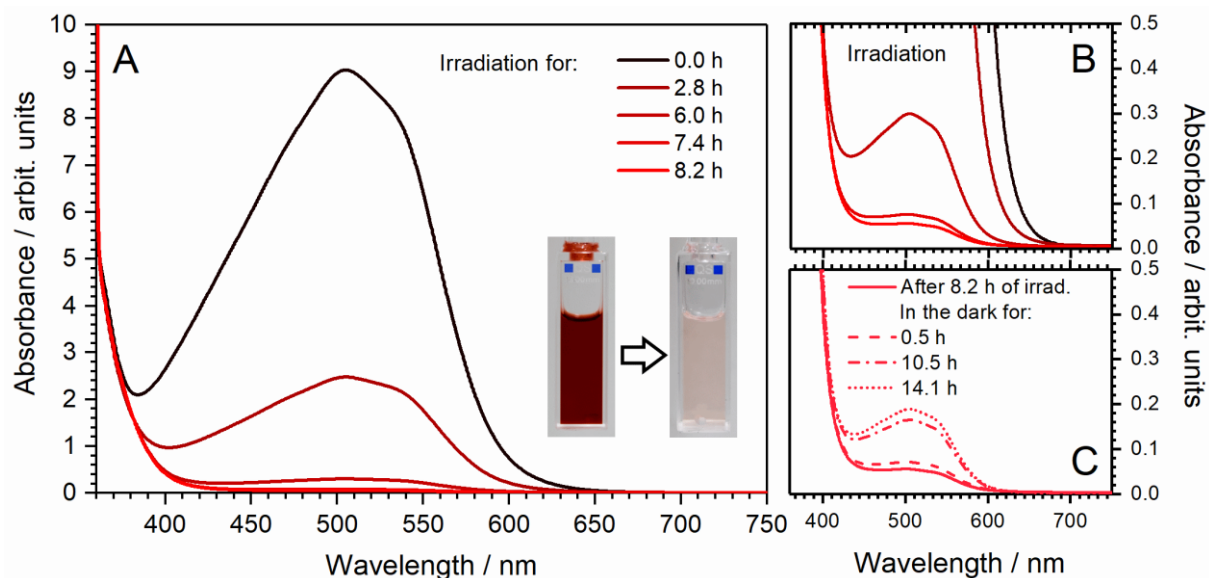 A
Irradiation for:
0.0 h
2.8 h
6.0 h
7.4 h
8.2 h
10
9
8
7
6
5
4
3
2
1
0
Absorbance / arbit. units
400 450 500 550 600 650 700 750
Wavelength / nm
B
Irradiation
0.5
0.4
0.3
0.2
0.1
0.0
Absorbance / arbit. units
C
After 8.2 h of irrad.
In the dark for:
0.5 h
10.5 h
14.1 h
0.5
0.4
0.3
0.2
0.1
0.0
400 500 600 700
Wavelength / nm